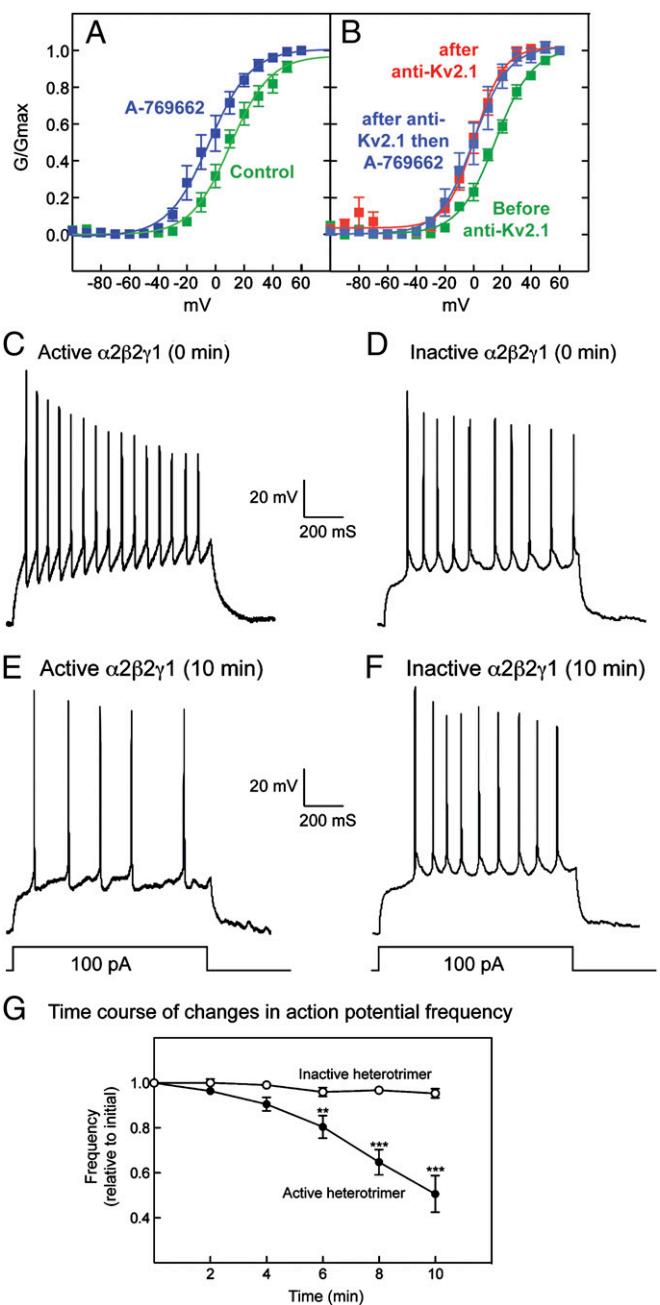 A
B
1.0
0.8
0.6
0.4
0.2
0.0
G/Gmax
A-769662
Control
after
anti-Kv2.1
after anti-
Kv2.1 then
A-769662
Before
anti-Kv2.1
-80 -60 -40 -20 0 20 40 60
mV
-80 -60 -40 -20 0 20 40 60
mV
C Active α2β2γ1 (0 min)
D Inactive α2β2γ1 (0 min)
20 mV
200 mS
E Active α2β2γ1 (10 min)
F Inactive α2β2γ1 (10 min)
20 mV
200 mS
100 pA
100 pA
G Time course of changes in action potential frequency
Frequency
(relative to initial)
1.0
0.8
0.6
0.4
Inactive heterotrimer
**
***
***
Active heterotrimer
2 4 6 8 10
Time (min)